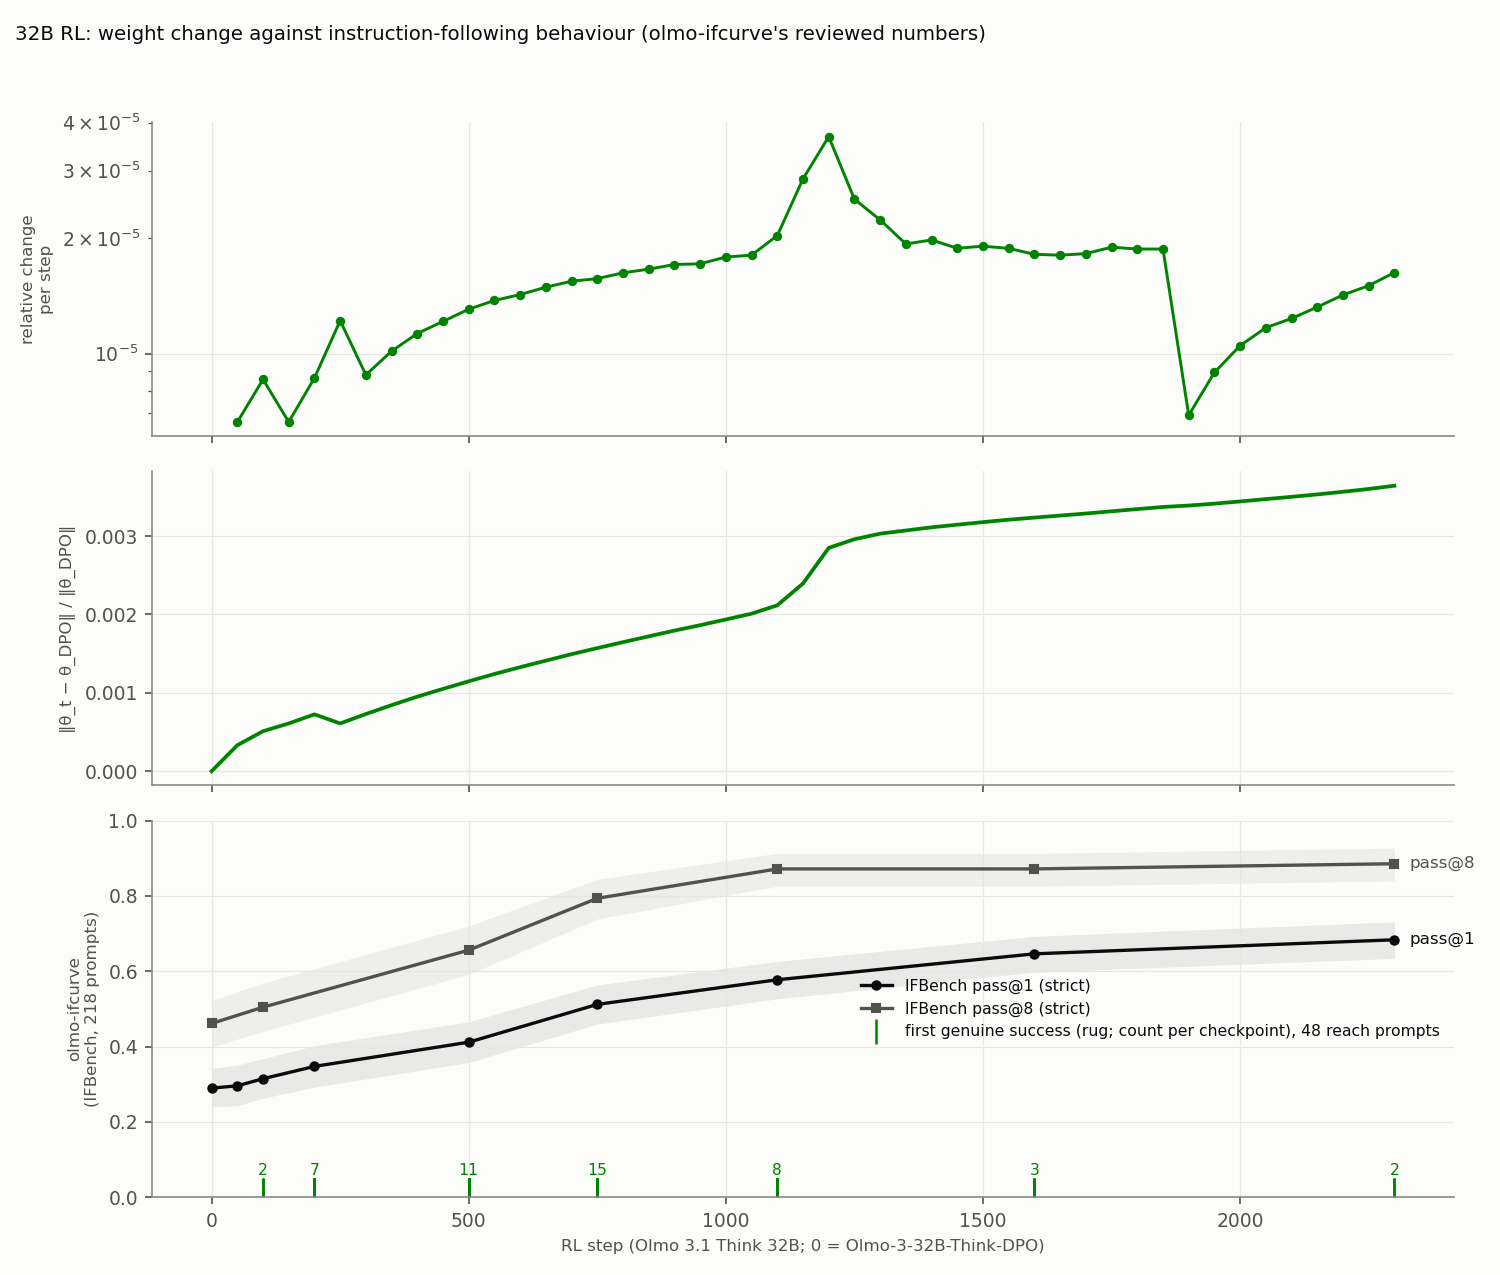 32B RL: weight change against instruction-following behaviour (olmo-ifcurve's reviewed numbers)
4 × 10⁻⁵
3 × 10⁻⁵
2 × 10⁻⁵
10⁻⁵
relative change
per step
0.003
0.002
0.001
0.000
‖θ_t − θ_DPO‖ / ‖θ_DPO‖
1.0
0.8
0.6
0.4
0.2
0.0
olmo-ifcurve
(IFBench, 218 prompts)
pass@8
pass@1
IFBench pass@1 (strict)
IFBench pass@8 (strict)
first genuine success (rug; count per checkpoint), 48 reach prompts
2 7 11 15 8 3 2
0 500 1000 1500 2000
RL step (Olmo 3.1 Think 32B; 0 = Olmo-3-32B-Think-DPO)